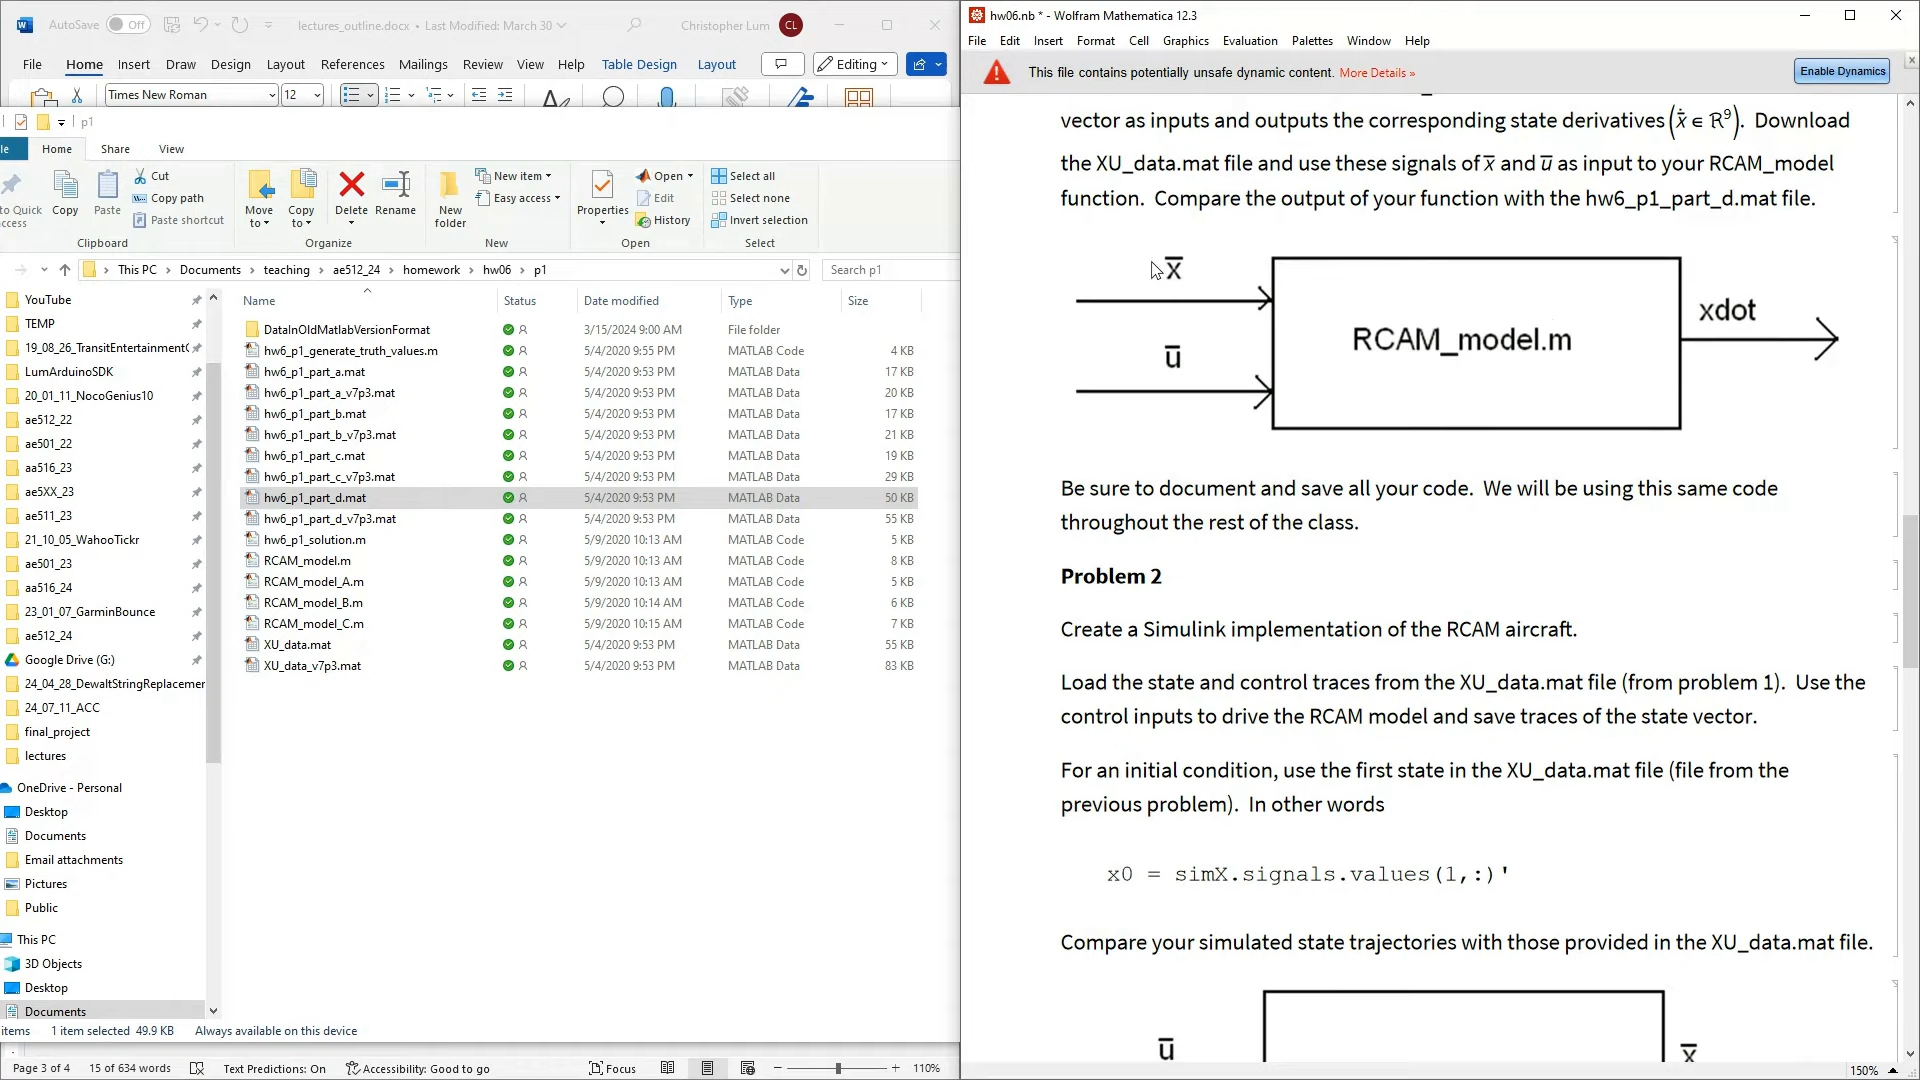 AutoSave Off lectures_outline.docx • Last Modified: March 30 Christopher Lum CL
File Home Insert Draw Design Layout References Mailings Review View Help Table Design Layout Editing
Times New Roman 12
p1
Home Share View
Copy Paste Cut Copy path Paste shortcut
Clipboard
Move to Copy to Delete Rename
Organize
New folder New item Easy access
New
Properties Open Edit History
Open
Select all Select none Invert selection
Select
This PC > Documents > teaching > ae512_24 > homework > hw06 > p1 Search p1
Name Status Date modified Type Size
YouTube
TEMP
19_08_26_TransitEntertainment
LumArduinoSDK
20_01_11_NocoGenius10
ae512_22
ae501_22
aa516_23
ae5XX_23
ae511_23
21_10_05_WahooTickr
ae501_23
aa516_24
23_01_07_GarminBounce
ae512_24
Google Drive (G:)
24_04_28_DewaltStringReplacemer
24_07_11_ACC
final_project
lectures
OneDrive - Personal
Desktop
Documents
Email attachments
Pictures
Public
This PC
3D Objects
Desktop
Documents
DataInOldMatlabVersionFormat 3/15/2024 9:00 AM File folder
hw6_p1_generate_truth_values.m 5/4/2020 9:55 PM MATLAB Code 4 KB
hw6_p1_part_a.mat 5/4/2020 9:53 PM MATLAB Data 17 KB
hw6_p1_part_a_v7p3.mat 5/4/2020 9:53 PM MATLAB Data 20 KB
hw6_p1_part_b.mat 5/4/2020 9:53 PM MATLAB Data 17 KB
hw6_p1_part_b_v7p3.mat 5/4/2020 9:53 PM MATLAB Data 21 KB
hw6_p1_part_c.mat 5/4/2020 9:53 PM MATLAB Data 19 KB
hw6_p1_part_c_v7p3.mat 5/4/2020 9:53 PM MATLAB Data 29 KB
hw6_p1_part_d.mat 5/4/2020 9:53 PM MATLAB Data 50 KB
hw6_p1_part_d_v7p3.mat 5/4/2020 9:53 PM MATLAB Data 55 KB
hw6_p1_solution.m 5/9/2020 10:13 AM MATLAB Code 5 KB
RCAM_model.m 5/9/2020 10:13 AM MATLAB Code 8 KB
RCAM_model_A.m 5/9/2020 10:13 AM MATLAB Code 5 KB
RCAM_model_B.m 5/9/2020 10:14 AM MATLAB Code 6 KB
RCAM_model_C.m 5/9/2020 10:15 AM MATLAB Code 7 KB
XU_data.mat 5/4/2020 9:53 PM MATLAB Data 55 KB
XU_data_v7p3.mat 5/4/2020 9:53 PM MATLAB Data 83 KB
items 1 item selected 49.9 KB Always available on this device
Page 3 of 4 15 of 634 words Text Predictions: On Accessibility: Good to go Focus 110%
hw06.nb * - Wolfram Mathematica 12.3
File Edit Insert Format Cell Graphics Evaluation Palettes Window Help
This file contains potentially unsafe dynamic content. More Details » Enable Dynamics
vector as inputs and outputs the corresponding state derivatives (ẋ̄ ∈ ℛ⁹). Download
the XU_data.mat file and use these signals of x̄ and ū as input to your RCAM_model
function. Compare the output of your function with the hw6_p1_part_d.mat file.
x̄
xdot
RCAM_model.m
ū
Be sure to document and save all your code. We will be using this same code
throughout the rest of the class.
Problem 2
Create a Simulink implementation of the RCAM aircraft.
Load the state and control traces from the XU_data.mat file (from problem 1). Use the
control inputs to drive the RCAM model and save traces of the state vector.
For an initial condition, use the first state in the XU_data.mat file (file from the
previous problem). In other words
x0 = simX.signals.values(1,:)'
Compare your simulated state trajectories with those provided in the XU_data.mat file.
ū x̄
150%